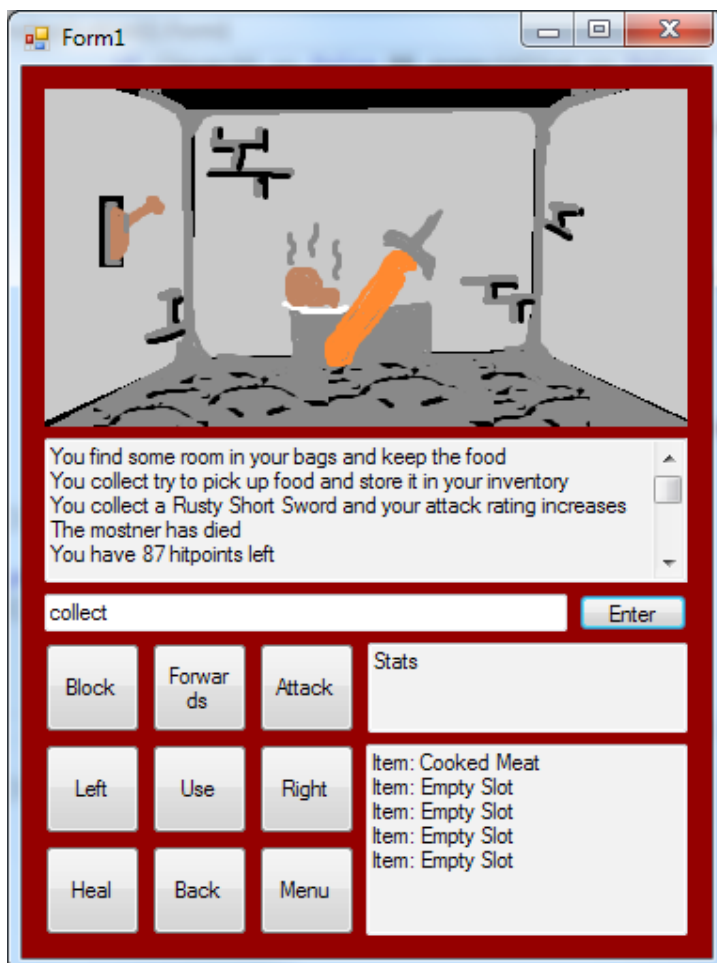 Form1
You find some room in your bags and keep the food
You collect try to pick up food and store it in your inventory
You collect a Rusty Short Sword and your attack rating increases
The mostner has died
You have 87 hitpoints left
collect
Enter
Block
Forwar
ds
Attack
Stats
Left
Use
Right
Item: Cooked Meat
Item: Empty Slot
Item: Empty Slot
Item: Empty Slot
Item: Empty Slot
Heal
Back
Menu